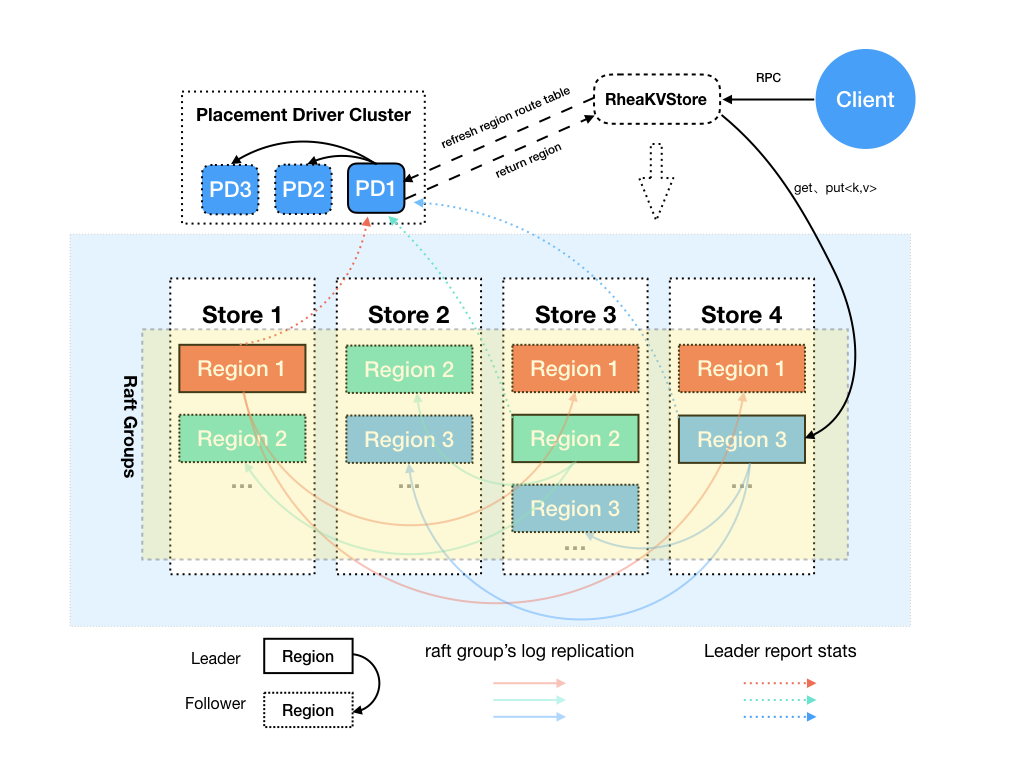 Placement Driver Cluster
PD3
PD2
PD1
refresh region route table
return region
RheaKVStore
RPC
Client
get、put<k,v>
Raft Groups
Store 1
Region 1
Region 2
...
Store 2
Region 2
Region 3
...
Store 3
Region 1
Region 2
Region 3
...
Store 4
Region 1
Region 3
...
Leader
Region
Follower
Region
raft group’s log replication
Leader report stats